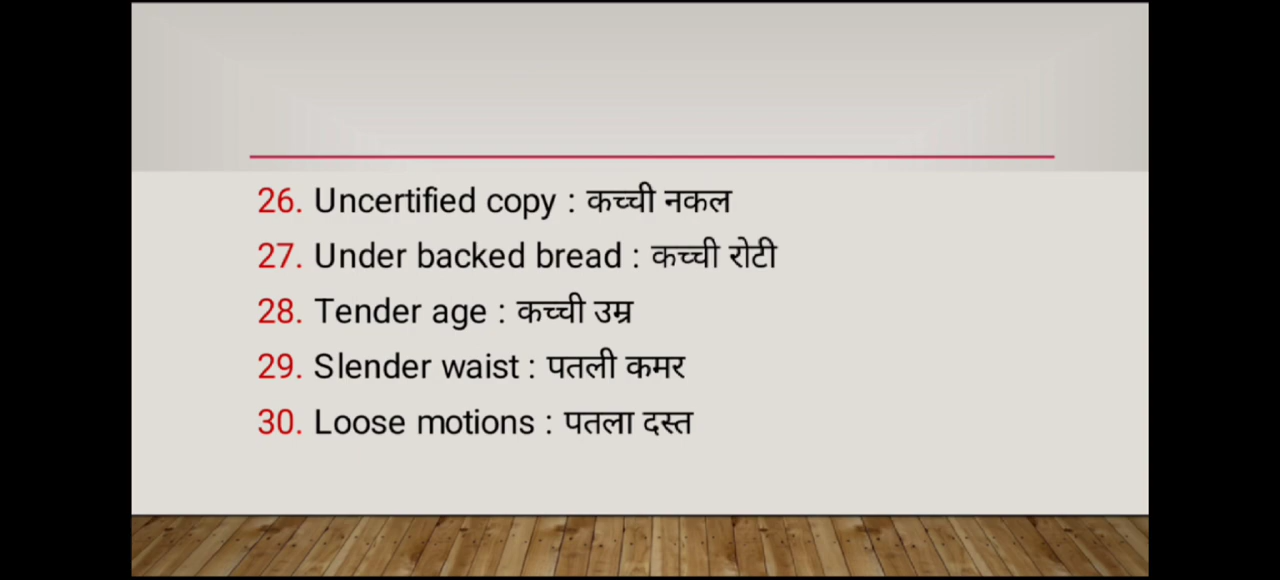 26. Uncertified copy : कच्ची नकल
27. Under backed bread : कच्ची रोटी
28. Tender age : कच्ची उम्र
29. Slender waist : पतली कमर
30. Loose motions : पतला दस्त